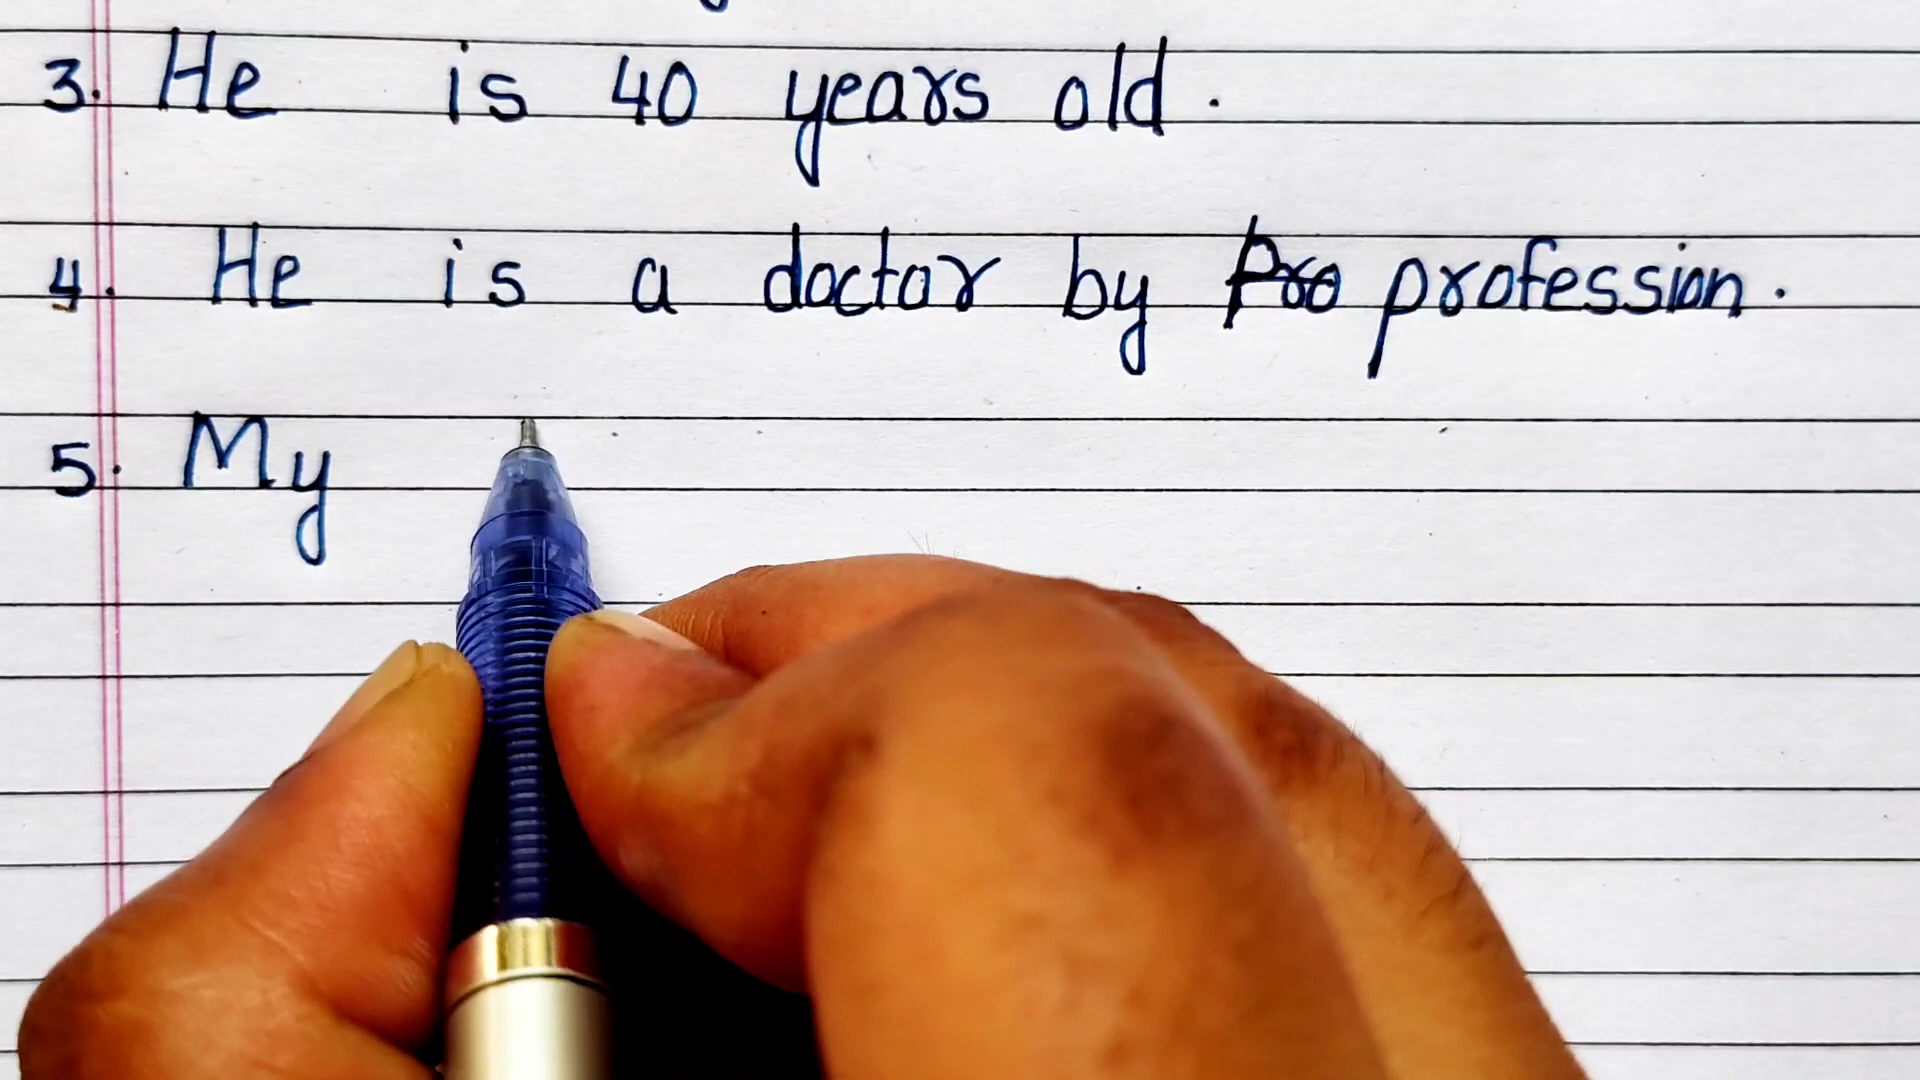 3. He is 40 years old.
4. He is a doctor by Pro profession.
5. My